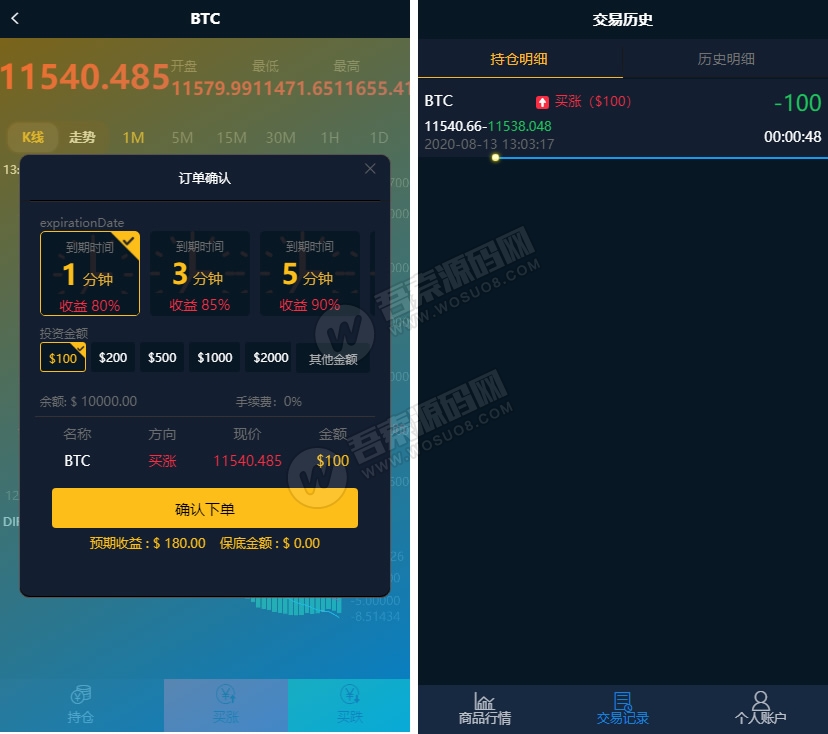 BTC
11540.485
开盘 最低 最高
11579.9911471.6511655.41
K线 走势 1M 5M 15M 30M 1H 1D
13:
订单确认
expirationDate
到期时间 到期时间 到期时间
1 分钟 3 分钟 5 分钟
收益 80% 收益 85% 收益 90%
投资金额
$100 $200 $500 $1000 $2000 其他金额
余额: $ 10000.00 手续费: 0%
名称 方向 现价 金额
BTC 买涨 11540.485 $100
确认下单
预期收益 : $ 180.00 保底金额 : $ 0.00
-5.00000
-8.51434
持仓 买涨 买跌
交易历史
持仓明细 历史明细
BTC 买涨（$100） -100
11540.66-11538.048 00:00:48
2020-08-13 13:03:17
商品行情 交易记录 个人账户
吾索源码网
WWW.WOSUO8.COM
吾索源码网
WWW.WOSUO8.COM